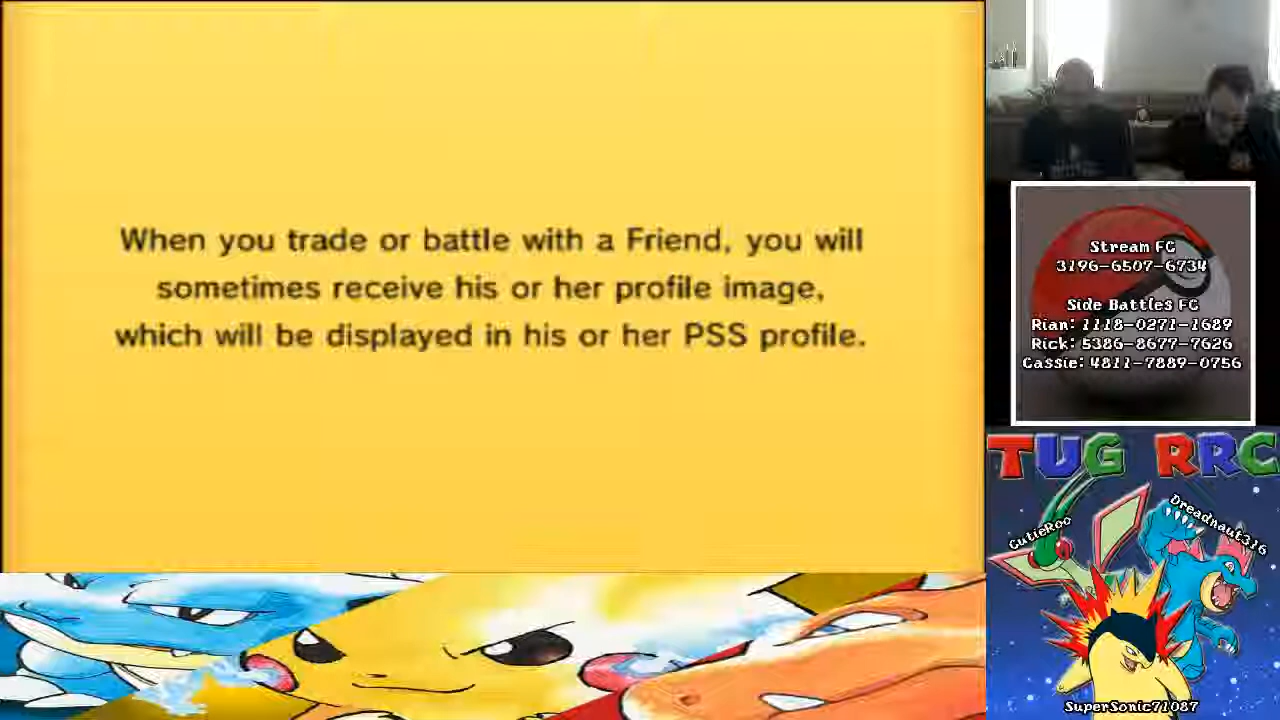 When you trade or battle with a Friend, you will
sometimes receive his or her profile image,
which will be displayed in his or her PSS profile.
Stream FC
3196-6507-6734
Side Battles FC
Rian: 1118-0271-1689
Rick: 5386-8677-7626
Cassie: 4811-7889-0756
TUG RRC
CutieRoo
Dreadnaut316
SuperSonic71087